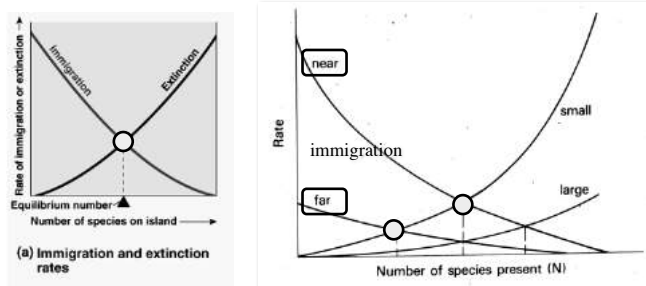 Rate of immigration or extinction
Immigration
Extinction
Equilibrium number
Number of species on island
(a) Immigration and extinction
rates
Rate
near
immigration
far
small
large
Number of species present (N)